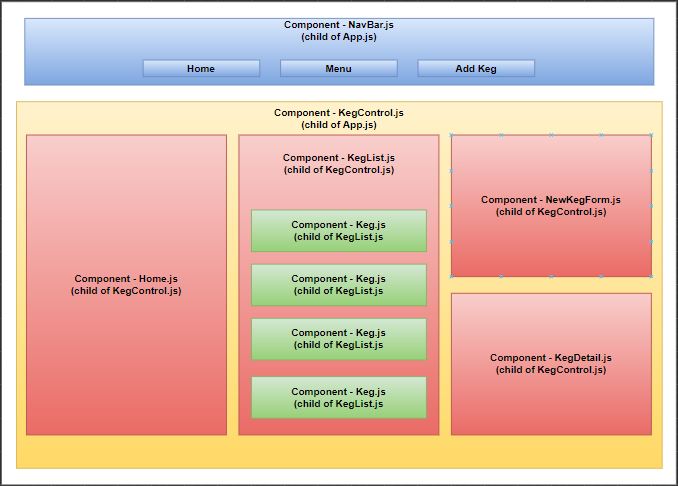 Component - NavBar.js
(child of App.js)
Home
Menu
Add Keg
Component - KegControl.js
(child of App.js)
Component - Home.js
(child of KegControl.js)
Component - KegList.js
(child of KegControl.js)
Component - Keg.js
(child of KegList.js
Component - Keg.js
(child of KegList.js
Component - Keg.js
(child of KegList.js
Component - Keg.js
(child of KegList.js
Component - NewKegForm.js
(child of KegControl.js)
Component - KegDetail.js
(child of KegControl.js)